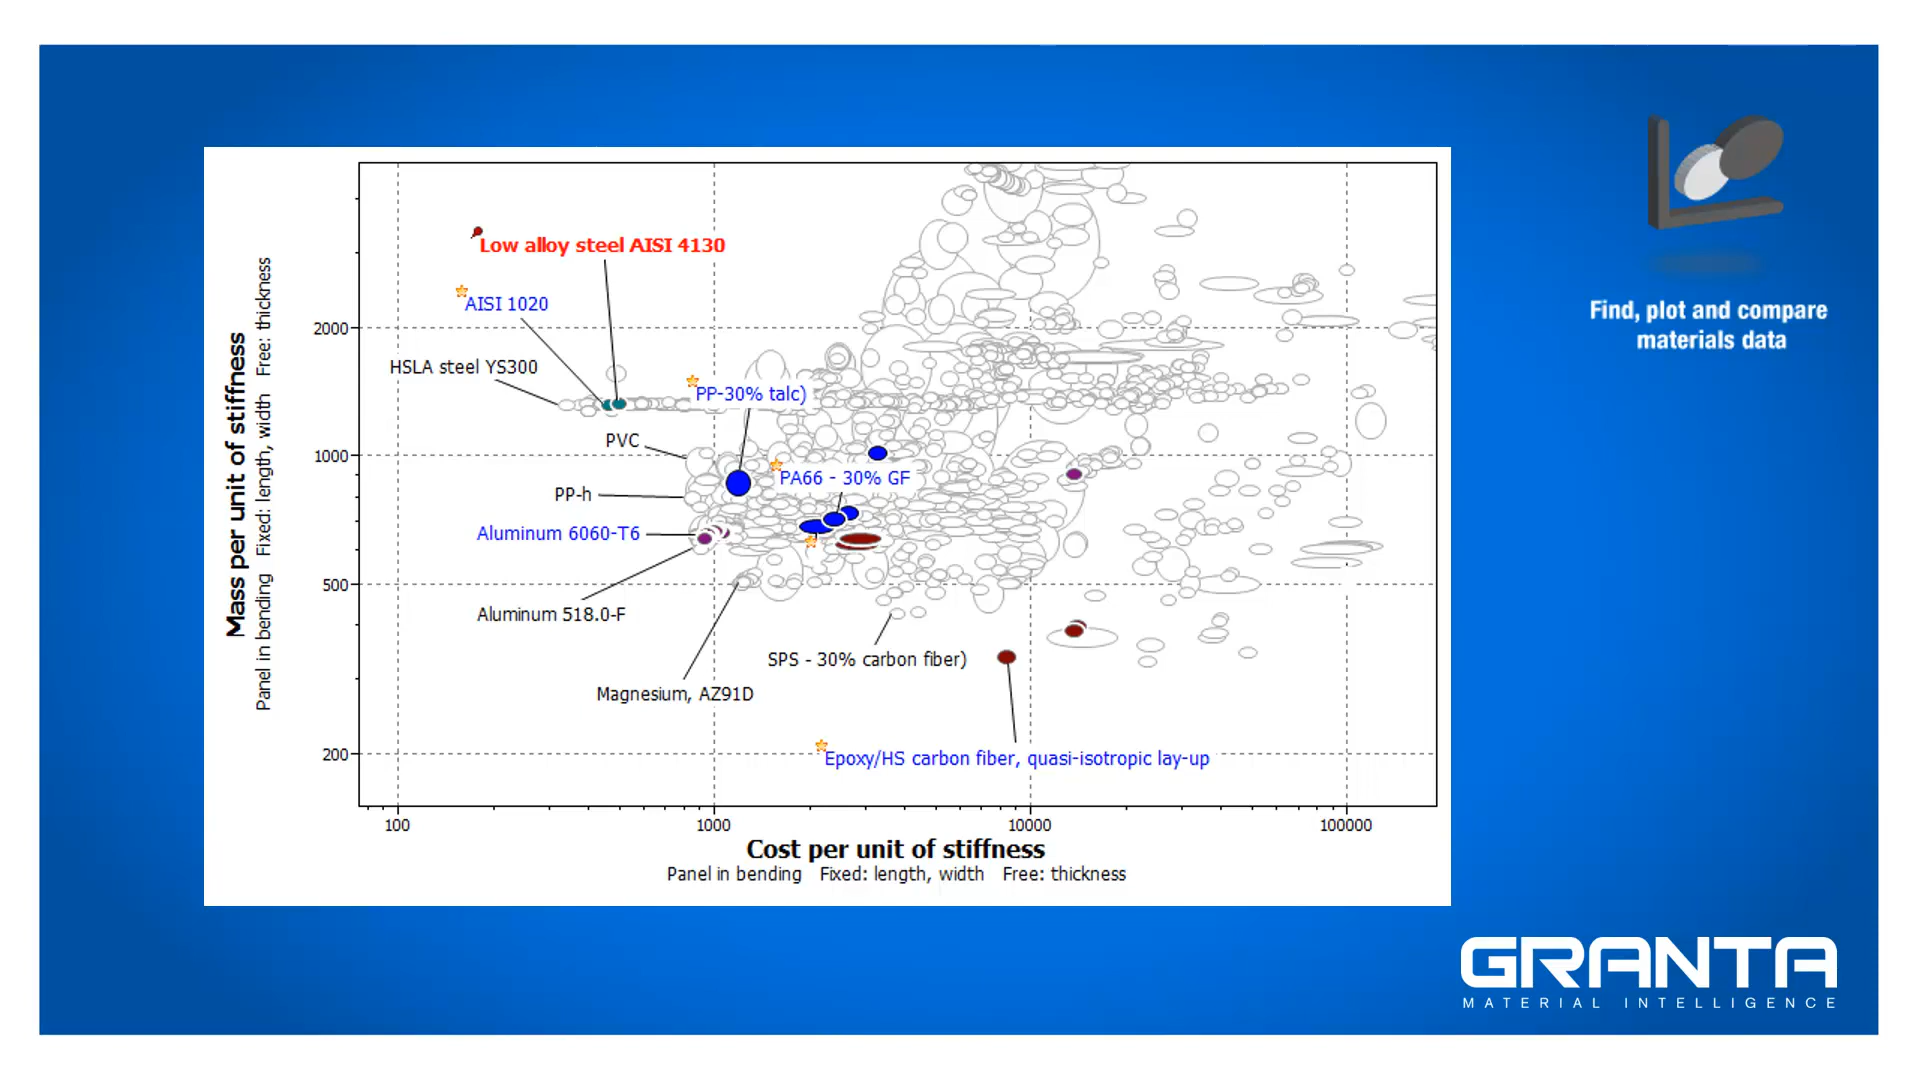 Low alloy steel AISI 4130
AISI 1020
HSLA steel YS300
PP-30% talc)
PVC
PA66 - 30% GF
PP-h
Aluminum 6060-T6
Aluminum 518.0-F
SPS - 30% carbon fiber)
Magnesium, AZ91D
Epoxy/HS carbon fiber, quasi-isotropic lay-up
Mass per unit of stiffness
Panel in bending Fixed: length, width Free: thickness
2000
1000
500
200
100
1000
10000
100000
Cost per unit of stiffness
Panel in bending Fixed: length, width Free: thickness
Find, plot and compare
materials data
GRANTA
MATERIAL INTELLIGENCE